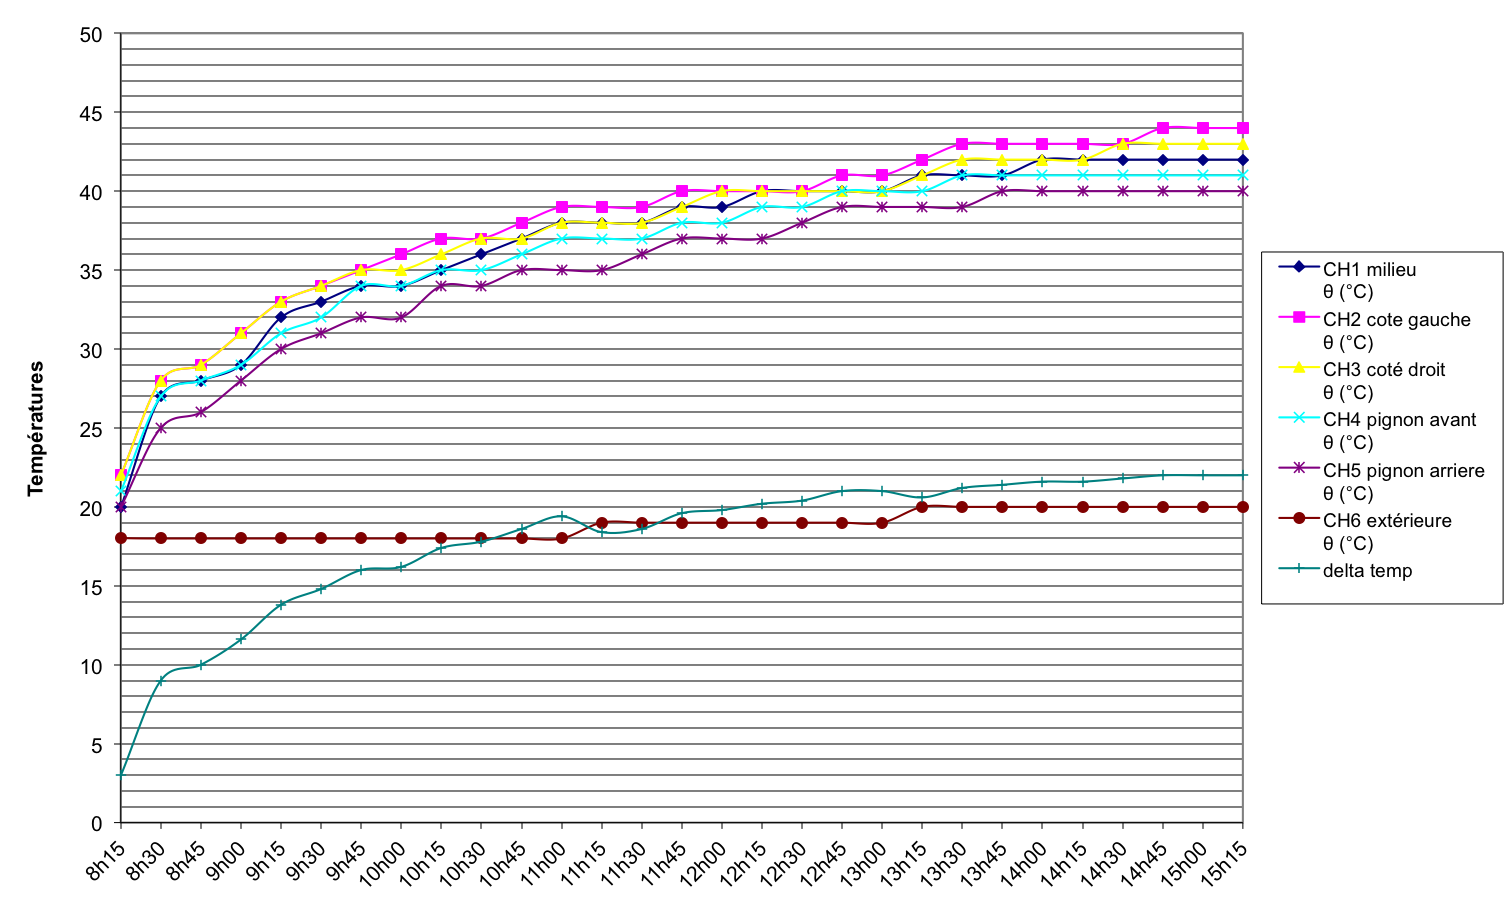 50
45
40
35
30
25
20
15
10
5
0
Températures
8h15
8h30
8h45
9h00
9h15
9h30
9h45
10h00
10h15
10h30
10h45
11h00
11h15
11h30
11h45
12h00
12h15
12h30
12h45
13h00
13h15
13h30
13h45
14h00
14h15
14h30
14h45
15h00
15h15
CH1 milieu
θ (°C)
CH2 cote gauche
θ (°C)
CH3 coté droit
θ (°C)
CH4 pignon avant
θ (°C)
CH5 pignon arriere
θ (°C)
CH6 extérieure
θ (°C)
delta temp